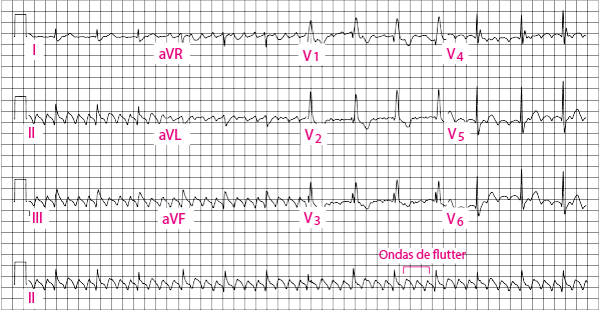 I aVR V1 V4
II aVL V2 V5
III aVF V3 V6
Ondas de flutter
II